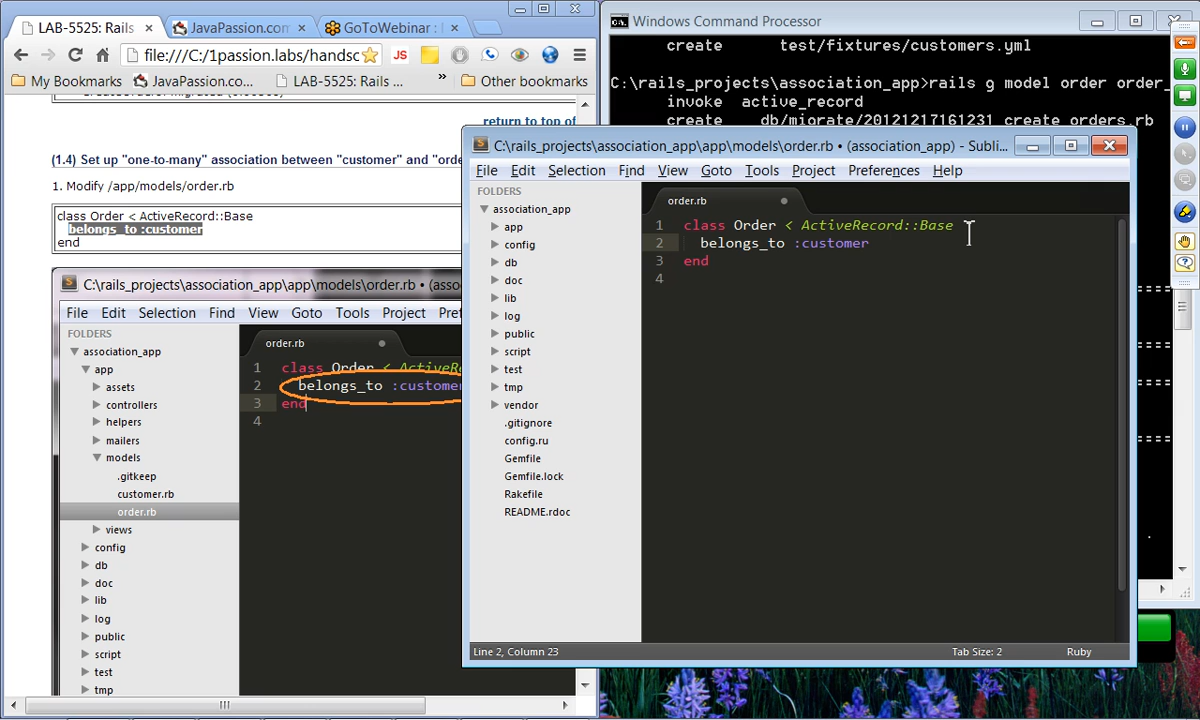 LAB-5525: Rails
JavaPassion.com
GoToWebinar :
file:///C:/1passion.labs/handsc
JS
My Bookmarks
JavaPassion.co...
LAB-5525: Rails ...
»
Other bookmarks
return to top of
(1.4) Set up "one-to-many" association between "customer" and "orde
1. Modify /app/models/order.rb
class Order < ActiveRecord::Base
belongs_to :customer
end
C:\rails_projects\association_app\app\models\order.rb • (asso
File Edit Selection Find View Goto Tools Project Pref
FOLDERS
association_app
app
assets
controllers
helpers
mailers
models
.gitkeep
customer.rb
order.rb
views
config
db
doc
lib
log
public
script
test
tmp
order.rb
1 class Order < ActiveRe
2 belongs_to :customer
3 end
4
Windows Command Processor
create test/fixtures/customers.yml
C:\rails_projects\association_app>rails g model order order_
invoke active_record
create db/migrate/20121217161231_create_orders.rb
C:\rails_projects\association_app\app\models\order.rb • (association_app) - Subli...
File Edit Selection Find View Goto Tools Project Preferences Help
FOLDERS
association_app
app
config
db
doc
lib
log
public
script
test
tmp
vendor
.gitignore
config.ru
Gemfile
Gemfile.lock
Rakefile
README.rdoc
order.rb
1 class Order < ActiveRecord::Base
2 belongs_to :customer
3 end
4
Line 2, Column 23
Tab Size: 2
Ruby